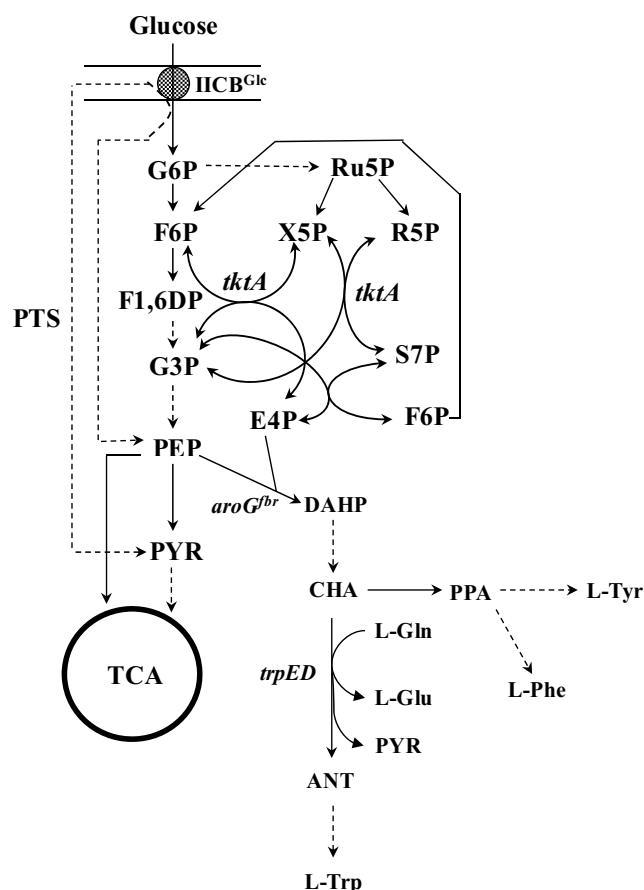 Glucose
IICB^Glc
G6P
Ru5P
F6P
X5P
R5P
tktA
tktA
F1,6DP
PTS
G3P
S7P
E4P
F6P
PEP
aroG^fbr
DAHP
PYR
CHA
PPA
L-Tyr
L-Gln
trpED
TCA
L-Glu
L-Phe
PYR
ANT
L-Trp